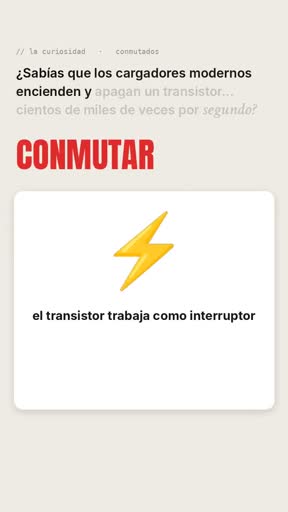 // la curiosidad · conmutados
¿Sabías que los cargadores modernos
encienden y apagan un transistor...
cientos de miles de veces por segundo?
CONMUTAR
el transistor trabaja como interruptor